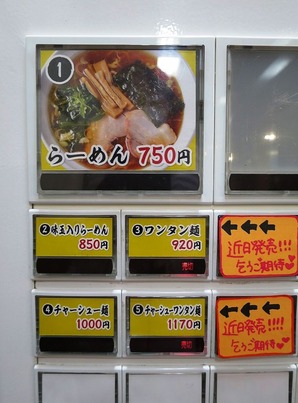 ①
らーめん 750円
②味玉入りらーめん
850円
③ワンタン麺
920円
売切
近日発売!!!
乞うご期待
④チャーシュー麺
1000円
⑤チャーシューワンタン麺
1170円
売切
近日発売!!!!
乞うご期待